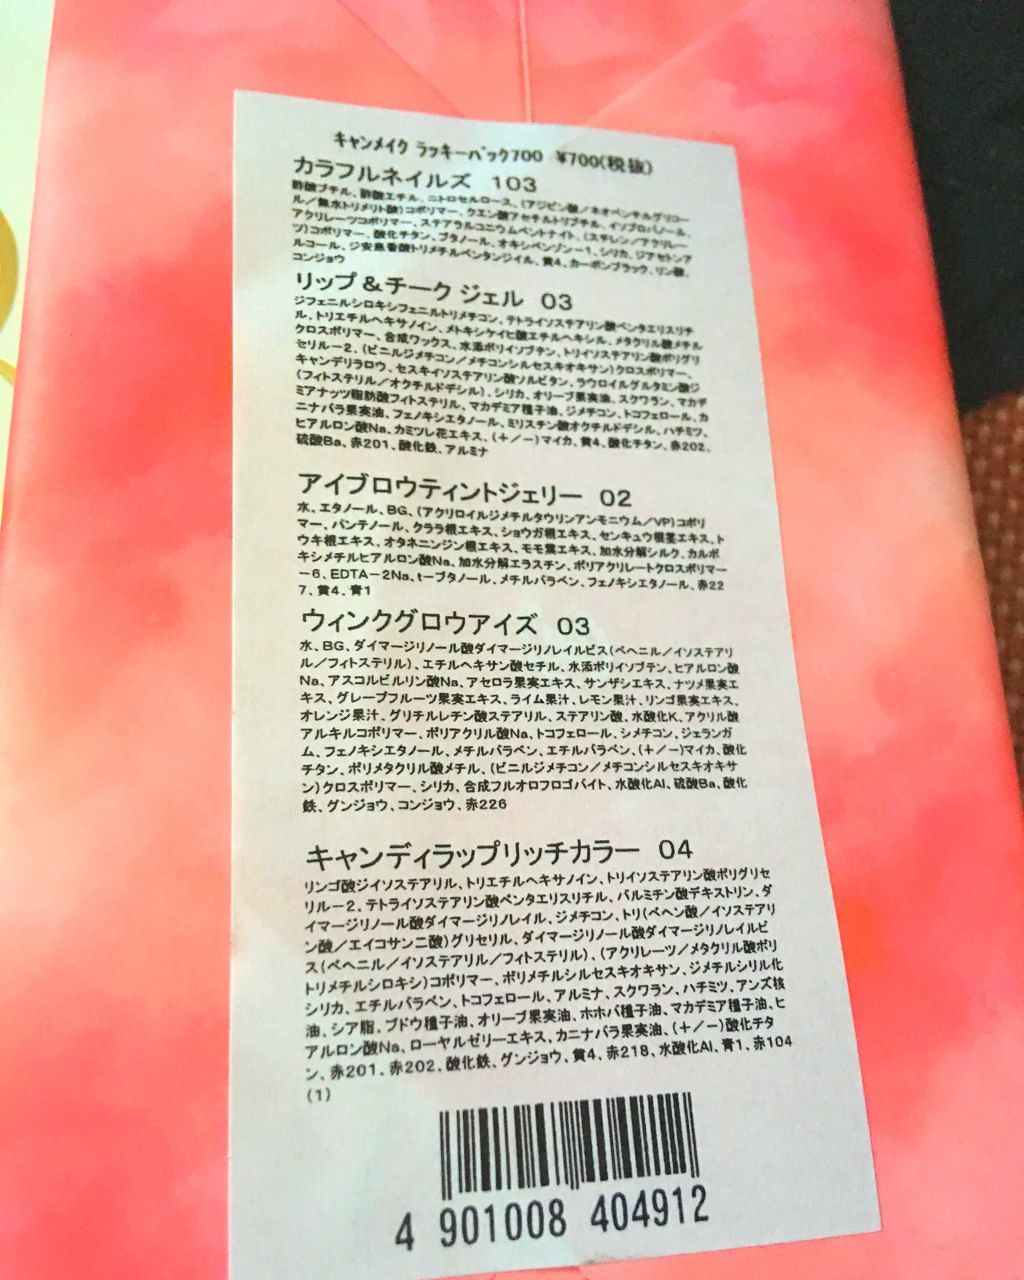 キャンメイク ラッキーパック700 ¥700(税抜)
カラフルネイルズ 103
酢酸ブチル、酢酸エチル、ニトロセルロース、(アジピン酸/ネオペンチルグリコー
ル/無水トリメリト酸)コポリマー、クエン酸アセチルトリブチル、イソプロパノール、
アクリレーツコポリマー、ステアラルコニウムベントナイト、(スチレン/アクリレー
ツ)コポリマー、酸化チタン、ブタノール、オキシベンゾン-1、シリカ、ジアセトンア
ルコール、ジ安息香酸トリメチルペンタンジイル、黄4、カーボンブラック、リン酸、
コンジョウ
リップ&チーク ジェル 03
ジフェニルシロキシフェニルトリメチコン、テトライソステアリン酸ペンタエリスリチ
ル、トリエチルヘキサノイン、メトキシケイヒ酸エチルヘキシル、メタクリル酸メチル
クロスポリマー、合成ワックス、水添ポリイソブテン、トリイソステアリン酸ポリグリ
セリル-2、(ビニルジメチコン/メチコンシルセスキオキサン)クロスポリマー、
キャンデリラロウ、セスキイソステアリン酸ソルビタン、ラウロイルグルタミン酸ジ
(フィトステリル/オクチルドデシル)、シリカ、オリーブ果実油、スクワラン、マカデ
ミアナッツ脂肪酸フィトステリル、マカデミア種子油、ジメチコン、トコフェロール、カ
ニナバラ果実油、フェノキシエタノール、ミリスチン酸オクチルドデシル、ハチミツ、
ヒアルロン酸Na、カミツレ花エキス、(+/-)マイカ、黄4、酸化チタン、赤202、
硫酸Ba、赤201、酸化鉄、アルミナ
アイブロウティントジェリー 02
水、エタノール、BG、(アクリロイルジメチルタウリンアンモニウム/VP)コポリ
マー、パンテノール、クララ根エキス、ショウガ根エキス、センキュウ根茎エキス、ト
ウキ根エキス、オタネニンジン根エキス、モモ葉エキス、加水分解シルク、カルボ
キシメチルヒアルロン酸Na、加水分解エラスチン、ポリアクリレートクロスポリマー
-6、EDTA-2Na、t-ブタノール、メチルパラベン、フェノキシエタノール、赤22
7、黄4、青1
ウィンクグロウアイズ 03
水、BG、ダイマージリノール酸ダイマージリノレイルビス(ベヘニル/イソステアリ
ル/フィトステリル)、エチルヘキサン酸セチル、水添ポリイソブテン、ヒアルロン酸
Na、アスコルビルリン酸Na、アセロラ果実エキス、サンザシエキス、ナツメ果実エ
キス、グレープフルーツ果実エキス、ライム果汁、レモン果汁、リンゴ果実エキス、
オレンジ果汁、グリチルレチン酸ステアリル、ステアリン酸、水酸化K、アクリル酸
アルキルコポリマー、ポリアクリル酸Na、トコフェロール、シメチコン、ジェランガ
ム、フェノキシエタノール、メチルパラベン、エチルパラベン、(+/-)マイカ、酸化
チタン、ポリメタクリル酸メチル、(ビニルジメチコン/メチコンシルセスキオキサ
ン)クロスポリマー、シリカ、合成フルオロフロゴパイト、水酸化Al、硫酸Ba、酸化
鉄、グンジョウ、コンジョウ、赤226
キャンディラップリッチカラー 04
リンゴ酸ジイソステアリル、トリエチルヘキサノイン、トリイソステアリン酸ポリグリセ
リル-2、テトライソステアリン酸ペンタエリスリチル、パルミチン酸デキストリン、ダ
イマージリノール酸ダイマージリノレイル、ジメチコン、トリ(ベヘン酸/イソステアリ
ン酸/エイコサン二酸)グリセリル、ダイマージリノール酸ダイマージリノレイルビ
ス(ベヘニル/イソステアリル/フィトステリル)、(アクリレーツ/メタクリル酸ポリ
トリメチルシロキシ)コポリマー、ポリメチルシルセスキオキサン、ジメチルシリル化
シリカ、エチルパラベン、トコフェロール、アルミナ、スクワラン、ハチミツ、アンズ核
油、シア脂、ブドウ種子油、オリーブ果実油、ホホバ種子油、マカデミア種子油、ヒ
アルロン酸Na、ローヤルゼリーエキス、カニナバラ果実油、(+/-)酸化チタ
ン、赤201、赤202、酸化鉄、グンジョウ、黄4、赤218、水酸化Al、青1、赤104
(1)
4 901008 404912